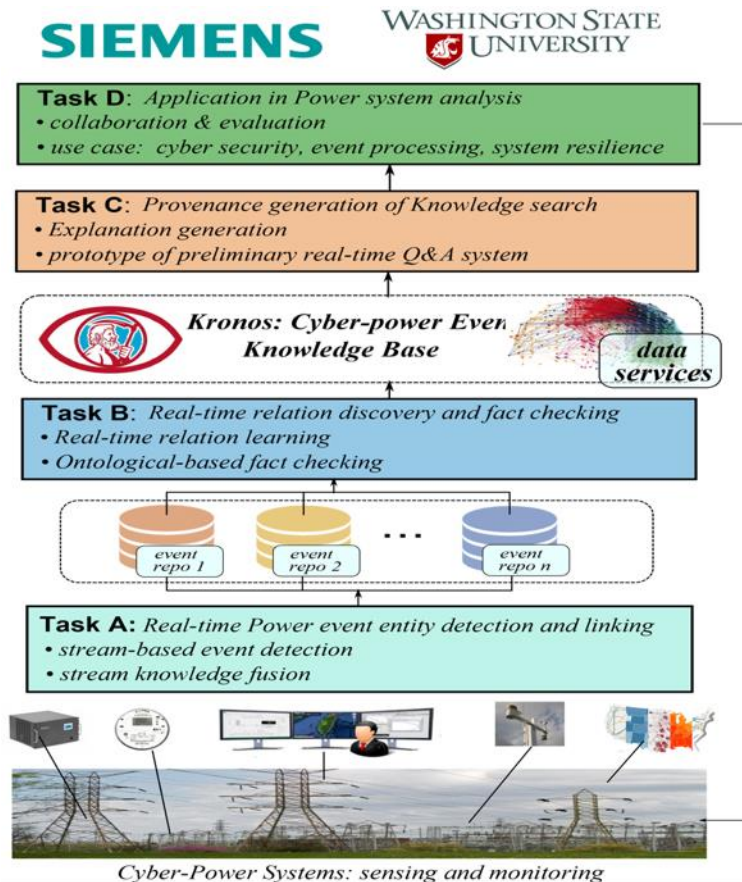 SIEMENS
WASHINGTON STATE
UNIVERSITY
Task D: Application in Power system analysis
• collaboration & evaluation
• use case: cyber security, event processing, system resilience
Task C: Provenance generation of Knowledge search
• Explanation generation
• prototype of preliminary real-time Q&A system
Kronos: Cyber-power Even
Knowledge Base
data
services
Task B: Real-time relation discovery and fact checking
• Real-time relation learning
• Ontological-based fact checking
event
repo 1
event
repo 2
...
event
repo n
Task A: Real-time Power event entity detection and linking
• stream-based event detection
• stream knowledge fusion
Cyber-Power Systems: sensing and monitoring